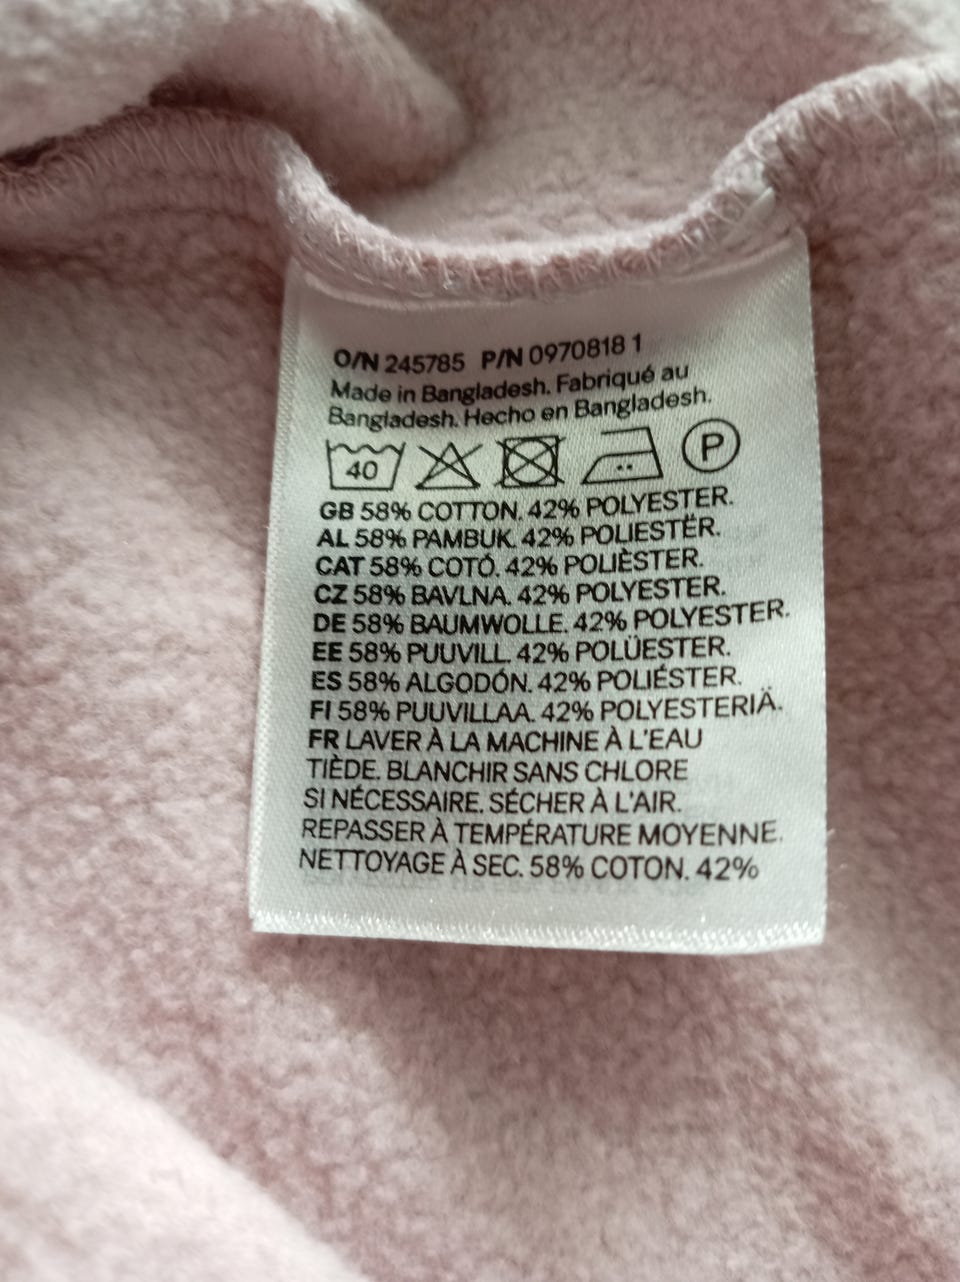 O/N 245785 P/N 0970818 1
Made in Bangladesh. Fabriqué au
Bangladesh. Hecho en Bangladesh.
40 P
GB 58% COTTON. 42% POLYESTER.
AL 58% PAMBUK. 42% POLIESTËR.
CAT 58% COTÓ. 42% POLIÈSTER.
CZ 58% BAVLNA. 42% POLYESTER.
DE 58% BAUMWOLLE. 42% POLYESTER.
EE 58% PUUVILL. 42% POLÜESTER.
ES 58% ALGODÓN. 42% POLIÉSTER.
FI 58% PUUVILLAA. 42% POLYESTERIÄ.
FR LAVER À LA MACHINE À L'EAU
TIÈDE. BLANCHIR SANS CHLORE
SI NÉCESSAIRE. SÉCHER À L'AIR.
REPASSER À TEMPÉRATURE MOYENNE.
NETTOYAGE À SEC. 58% COTON. 42%